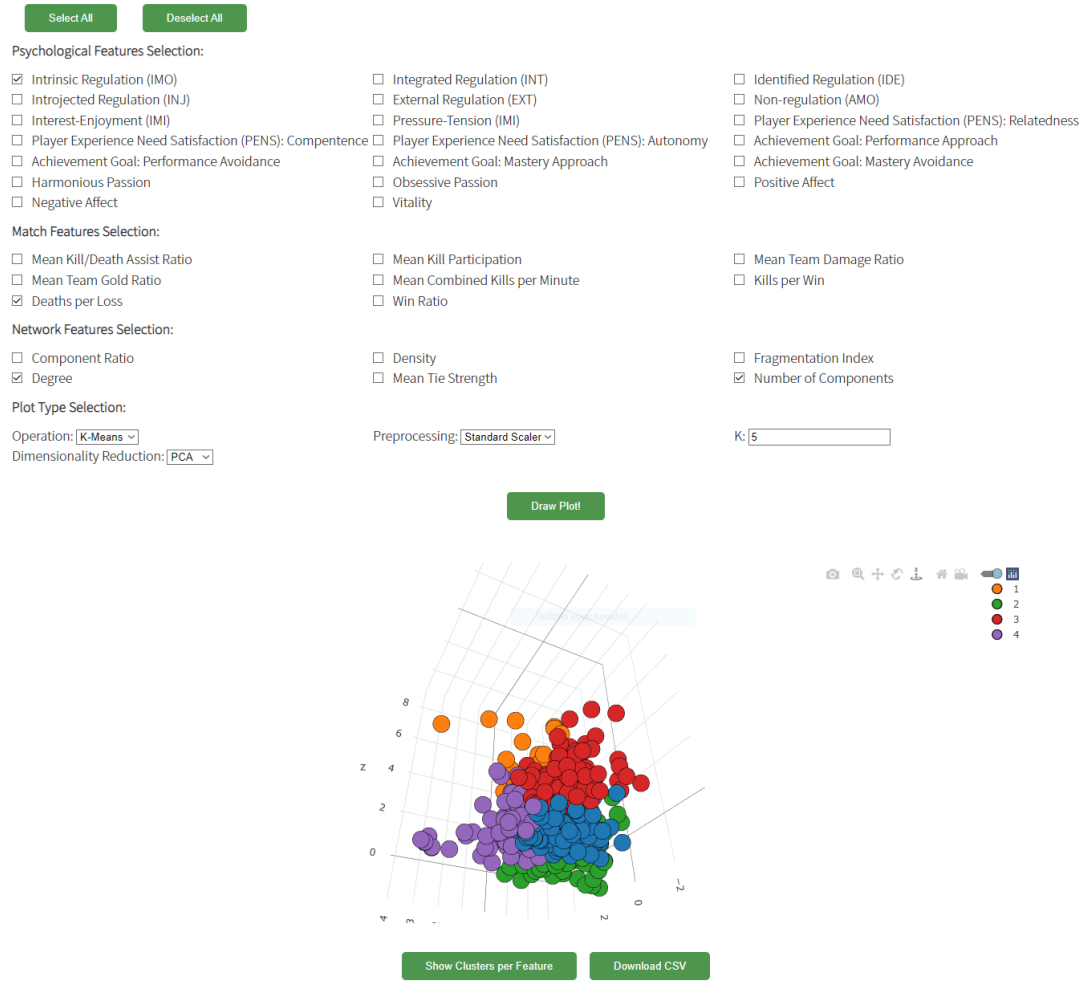 Select All Deselect All
Psychological Features Selection:
Intrinsic Regulation (IMO) Integrated Regulation (INT) Identified Regulation (IDE)
Introjected Regulation (INJ) External Regulation (EXT) Non-regulation (AMO)
Interest-Enjoyment (IMI) Pressure-Tension (IMI) Player Experience Need Satisfaction (PENS): Relatedness
Player Experience Need Satisfaction (PENS): Compentence Player Experience Need Satisfaction (PENS): Autonomy Achievement Goal: Performance Approach
Achievement Goal: Performance Avoidance Achievement Goal: Mastery Approach Achievement Goal: Mastery Avoidance
Harmonious Passion Obsessive Passion Positive Affect
Negative Affect Vitality
Match Features Selection:
Mean Kill/Death Assist Ratio Mean Kill Participation Mean Team Damage Ratio
Mean Team Gold Ratio Mean Combined Kills per Minute Kills per Win
Deaths per Loss Win Ratio
Network Features Selection:
Component Ratio Density Fragmentation Index
Degree Mean Tie Strength Number of Components
Plot Type Selection:
Operation: K-Means Preprocessing: Standard Scaler K: 5
Dimensionality Reduction: PCA
Draw Plot!
1
2
3
4
8
6
z 4
2
0
−2
0
2
4
3
Show Clusters per Feature Download CSV